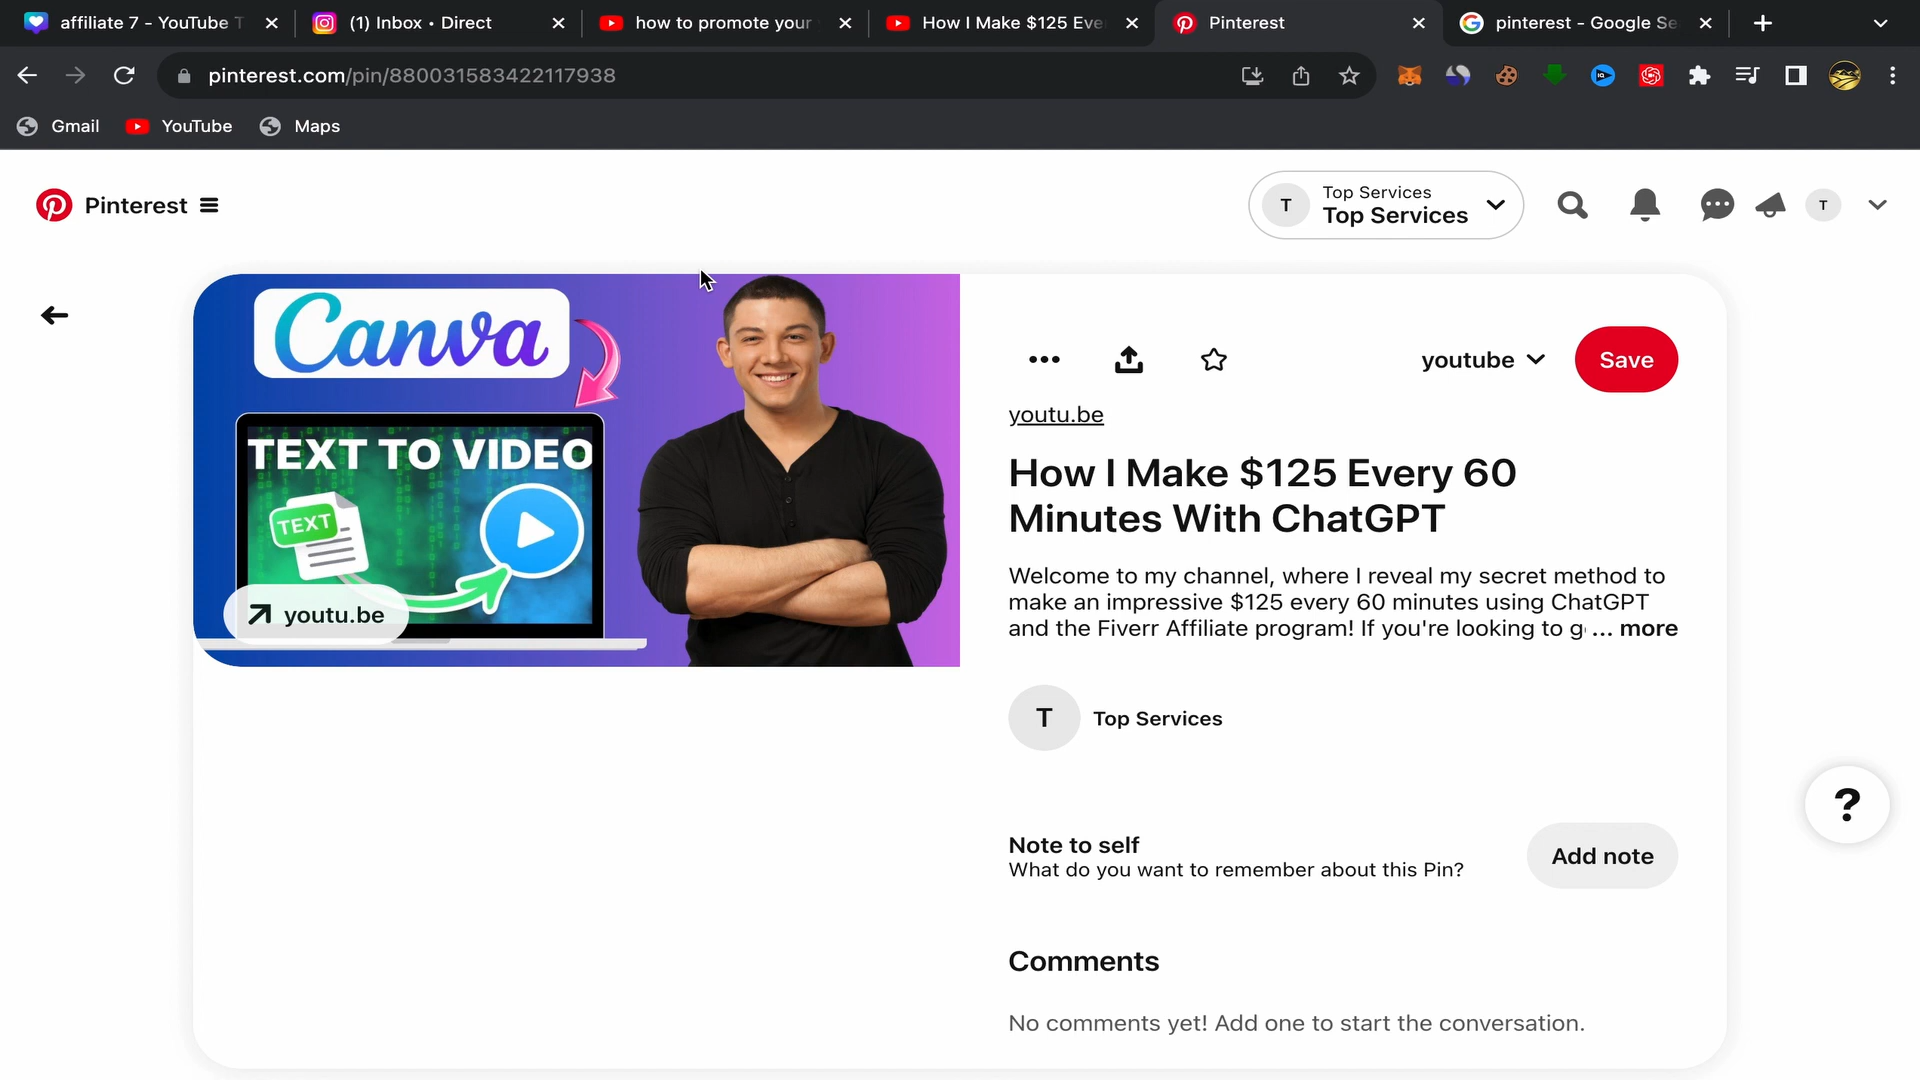 affiliate 7 - YouTube T
(1) Inbox • Direct
how to promote your
How I Make $125 Eve
Pinterest
pinterest - Google Se
pinterest.com/pin/880031583422117938
Gmail
YouTube
Maps
Pinterest
T
Top Services
Top Services
T
Canva
TEXT TO VIDEO
TEXT
youtu.be
youtube
Save
youtu.be
How I Make $125 Every 60
Minutes With ChatGPT
Welcome to my channel, where I reveal my secret method to
make an impressive $125 every 60 minutes using ChatGPT
and the Fiverr Affiliate program! If you're looking to g ... more
T
Top Services
Note to self
What do you want to remember about this Pin?
Add note
?
Comments
No comments yet! Add one to start the conversation.